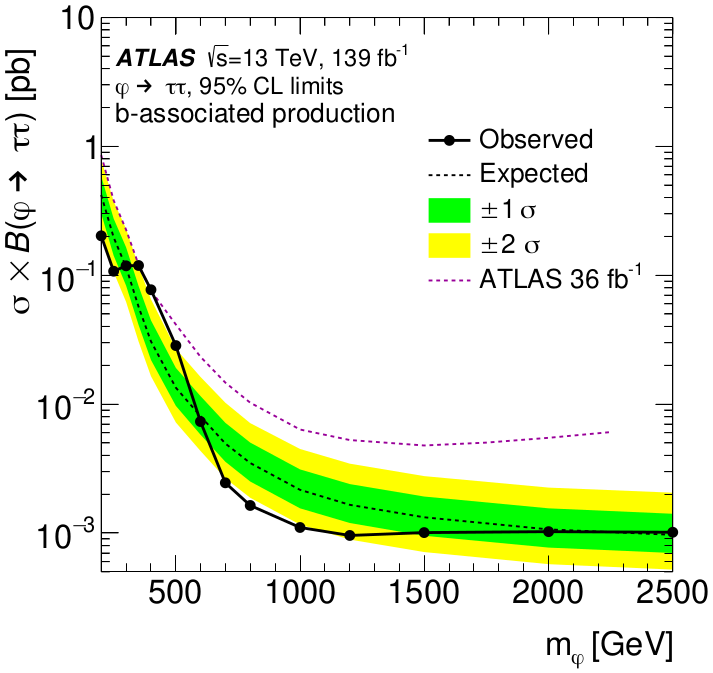 σ × B(φ → ττ) [pb]
10
1
10⁻¹
10⁻²
10⁻³
ATLAS √s=13 TeV, 139 fb⁻¹
φ → ττ, 95% CL limits
b-associated production
Observed
Expected
± 1 σ
± 2 σ
ATLAS 36 fb⁻¹
500 1000 1500 2000 2500
m_φ [GeV]